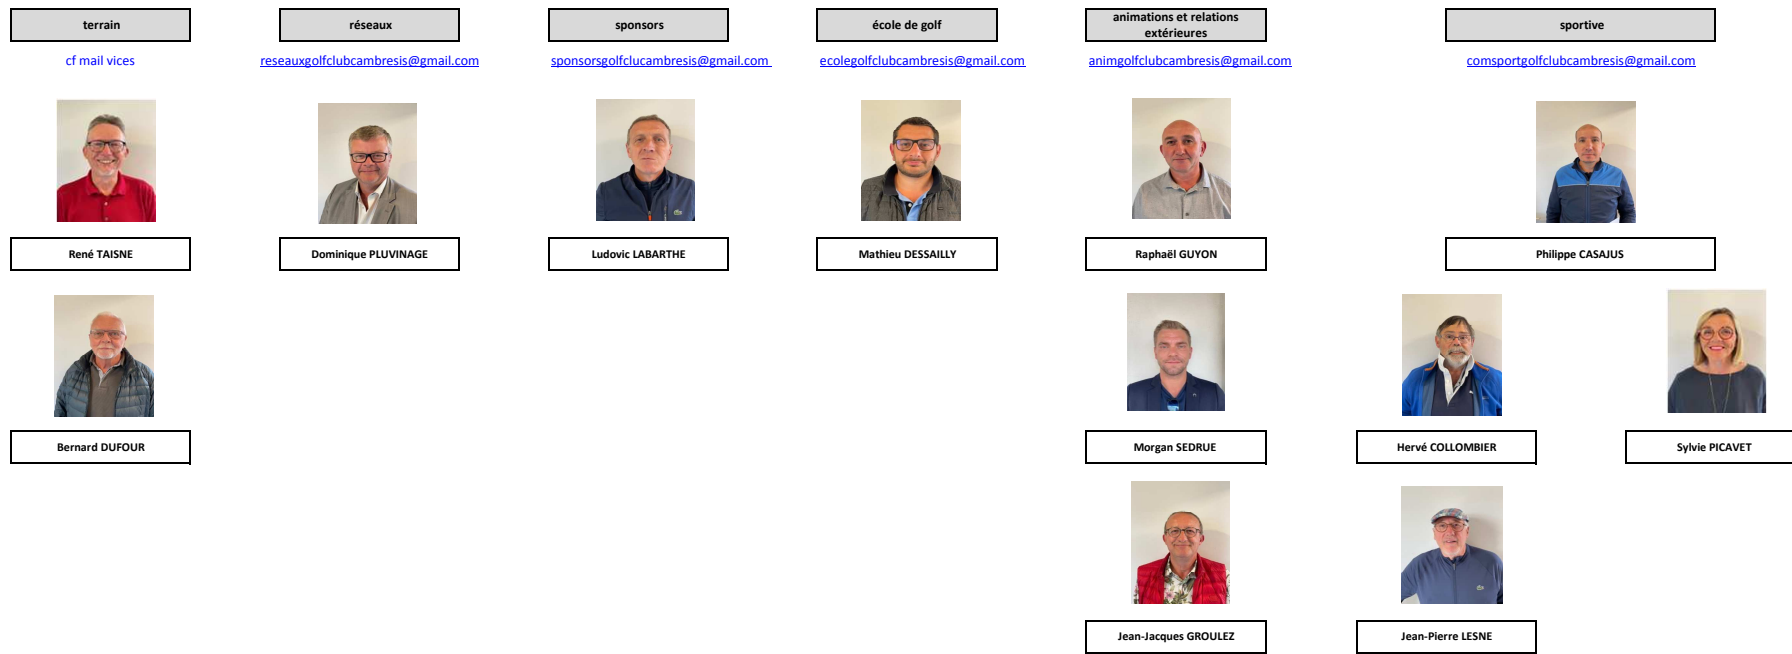 terrain
réseaux
sponsors
école de golf
animations et relations
extérieures
sportive
cf mail vices
reseauxgolfclubcambresis@gmail.com
sponsorsgolfclucambresis@gmail.com
ecolegolfclubcambresis@gmail.com
animgolfclubcambresis@gmail.com
comsportgolfclubcambresis@gmail.com
René TAISNE
Dominique PLUVINAGE
Ludovic LABARTHE
Mathieu DESSAILLY
Raphaël GUYON
Philippe CASAJUS
Bernard DUFOUR
Morgan SEDRUE
Hervé COLLOMBIER
Sylvie PICAVET
Jean-Jacques GROULEZ
Jean-Pierre LESNE